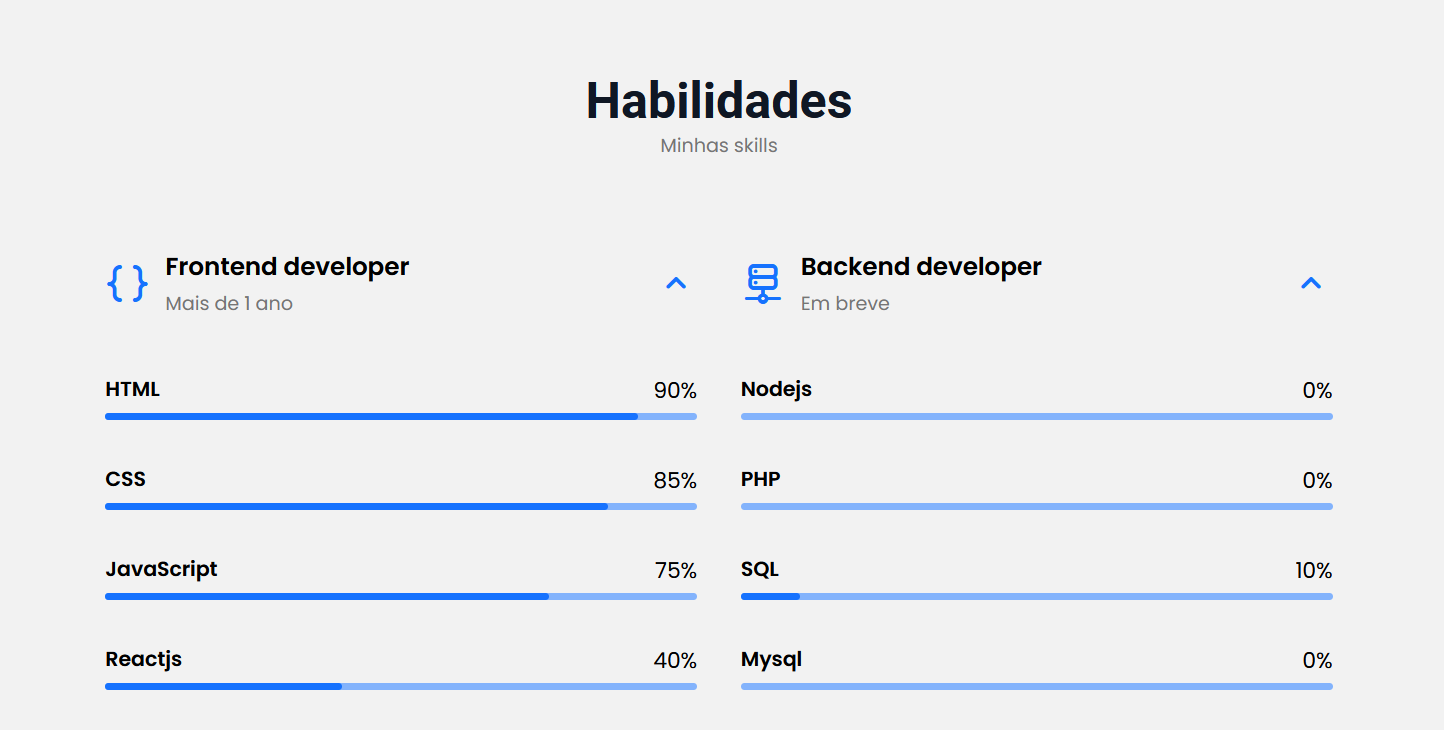 Habilidades
Minhas skills
Frontend developer
Mais de 1 ano
HTML 90%
CSS 85%
JavaScript 75%
Reactjs 40%
Backend developer
Em breve
Nodejs 0%
PHP 0%
SQL 10%
Mysql 0%